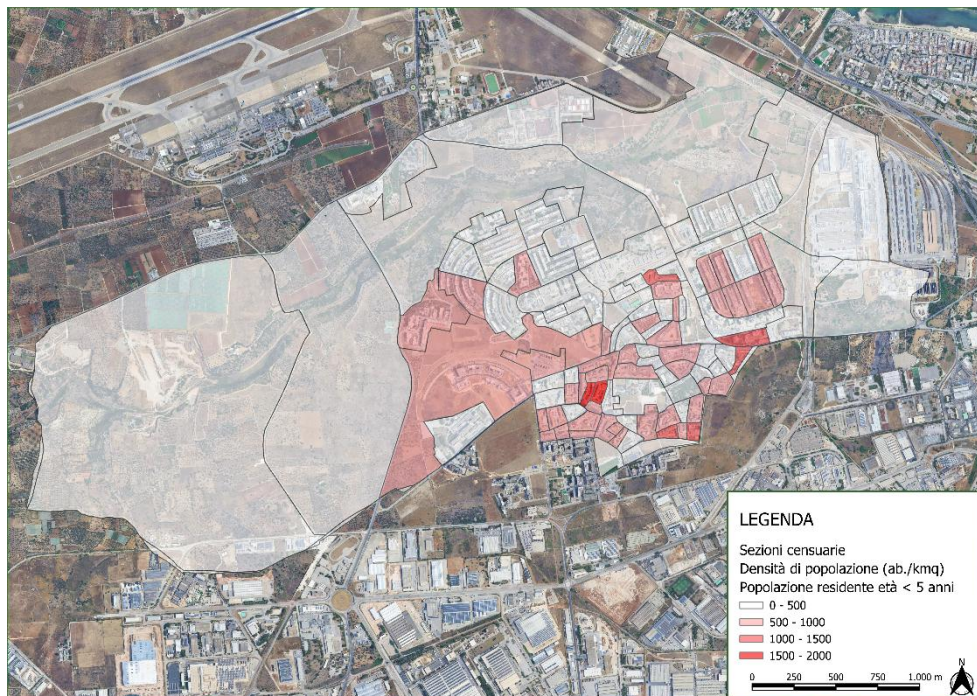 LEGENDA
Sezioni censuarie
Densità di popolazione (ab./kmq)
Popolazione residente età < 5 anni
0 - 500
500 - 1000
1000 - 1500
1500 - 2000
0 250 500 750 1.000 m
N